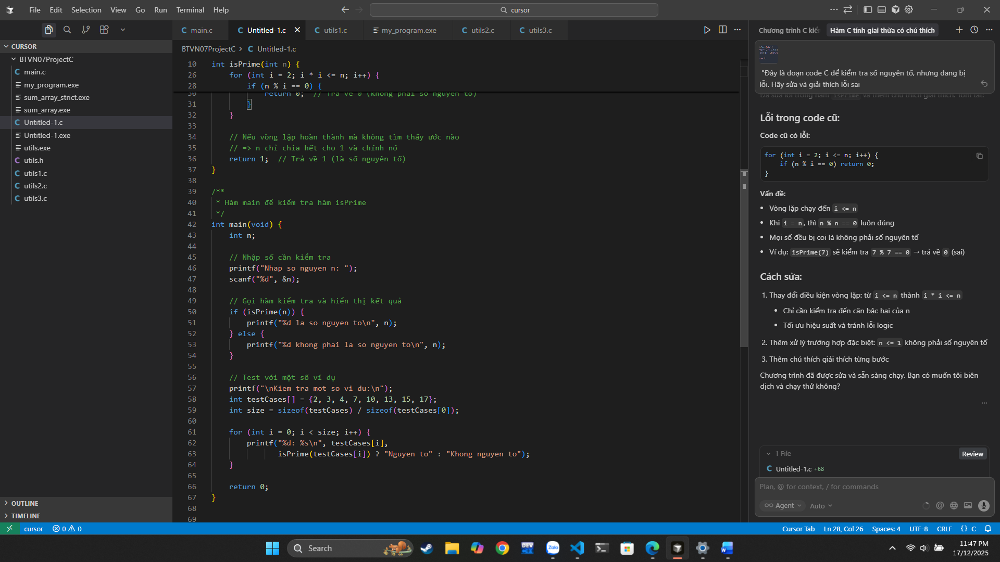 File Edit Selection View Go Run Terminal Help
cursor
main.c
Untitled-1.c
utils1.c
my_program.exe
utils2.c
utils3.c
Chương trình C kiể
Hàm C tính giai thừa có chú thích
CURSOR
BTVN07ProjectC
main.c
my_program.exe
sum_array_strict.exe
sum_array.exe
Untitled-1.c
Untitled-1.exe
utils.exe
utils.h
utils1.c
utils2.c
utils3.c
OUTLINE
TIMELINE
BTVN07ProjectC > Untitled-1.c
10 int isPrime(int n) {
26 for (int i = 2; i * i <= n; i++) {
28 if (n % i == 0) {
30 return 0; // Trả về 0 (không phải số nguyên tố)
31 }
32 }
33
34 // Nếu vòng lặp hoàn thành mà không tìm thấy ước nào
35 // => n chỉ chia hết cho 1 và chính nó
36 return 1; // Trả về 1 (là số nguyên tố)
37 }
38
39 /**
40 * Hàm main để kiểm tra hàm isPrime
41 */
42 int main(void) {
43 int n;
44
45 // Nhập số cần kiểm tra
46 printf("Nhap so nguyen n: ");
47 scanf("%d", &n);
48
49 // Gọi hàm kiểm tra và hiển thị kết quả
50 if (isPrime(n)) {
51 printf("%d la so nguyen to\n", n);
52 } else {
53 printf("%d khong phai la so nguyen to\n", n);
54 }
55
56 // Test với một số ví dụ
57 printf("\nKiem tra mot so vi du:\n");
58 int testCases[] = {2, 3, 4, 7, 10, 13, 15, 17};
59 int size = sizeof(testCases) / sizeof(testCases[0]);
60
61 for (int i = 0; i < size; i++) {
62 printf("%d: %s\n", testCases[i],
63 isPrime(testCases[i]) ? "Nguyen to" : "Khong nguyen to");
64 }
65
66 return 0;
67 }
68
69
"Đây là đoạn code C để kiểm tra số nguyên tố, nhưng đang bị
lỗi. Hãy sửa và giải thích lỗi sai
Đã sửa lỗi trong hàm isPrime và thêm chú thích giải thích. Tóm tắt:
Lỗi trong code cũ:
Code cũ có lỗi:
for (int i = 2; i <= n; i++) {
if (n % i == 0) return 0;
}
Vấn đề:
• Vòng lặp chạy đến i <= n
• Khi i = n, thì n % n == 0 luôn đúng
• Mọi số đều bị coi là không phải số nguyên tố
• Ví dụ: isPrime(7) sẽ kiểm tra 7 % 7 == 0 → trả về 0 (sai)
Cách sửa:
1. Thay đổi điều kiện vòng lặp: từ i <= n thành i * i <= n
• Chỉ cần kiểm tra đến căn bậc hai của n
• Tối ưu hiệu suất và tránh lỗi logic
2. Thêm xử lý trường hợp đặc biệt: n <= 1 không phải số nguyên tố
3. Thêm chú thích giải thích từng bước
Chương trình đã được sửa và sẵn sàng chạy. Bạn có muốn tôi biên
dịch và chạy thử không?
1 File
Review
Untitled-1.c +68
Plan, @ for context, / for commands
Agent
Auto
cursor
0
0
Cursor Tab
Ln 28, Col 26
Spaces: 4
UTF-8
CRLF
{} C
Search
DEV
Zalo
11:47 PM
17/12/2025